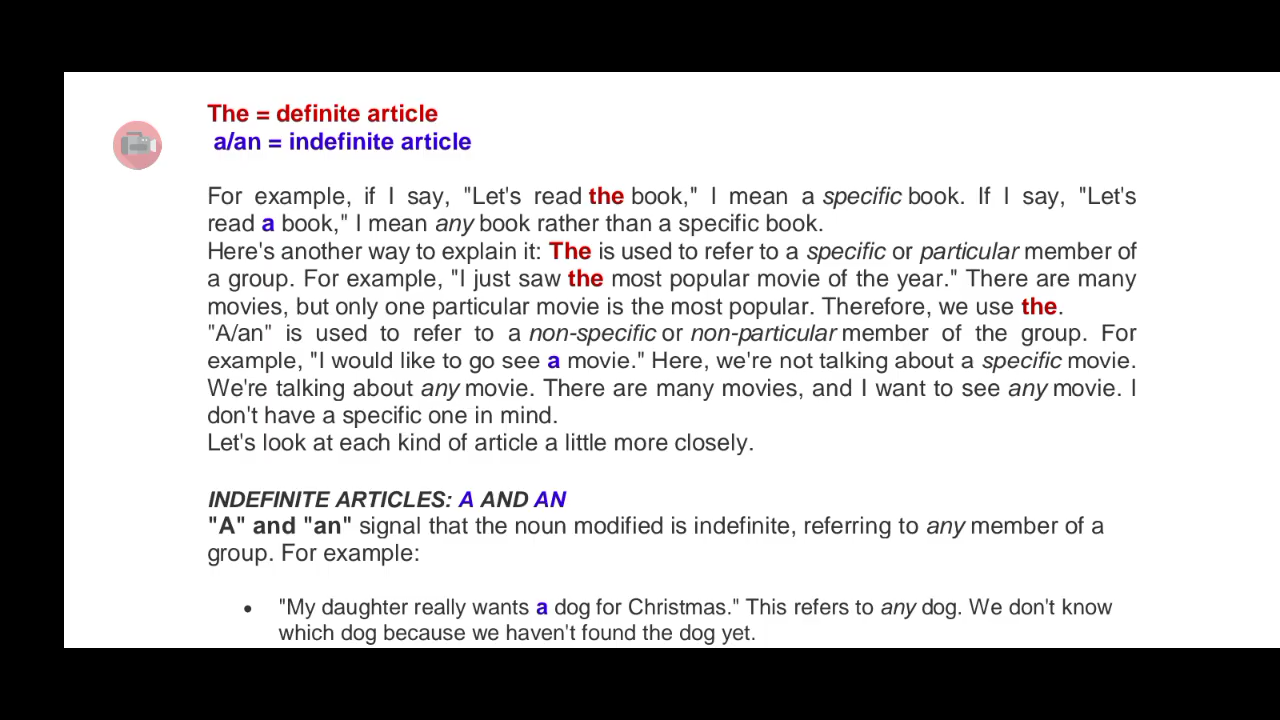 The = definite article
a/an = indefinite article
For example, if I say, "Let's read the book," I mean a specific book. If I say, "Let's
read a book," I mean any book rather than a specific book.
Here's another way to explain it: The is used to refer to a specific or particular member of
a group. For example, "I just saw the most popular movie of the year." There are many
movies, but only one particular movie is the most popular. Therefore, we use the.
"A/an" is used to refer to a non-specific or non-particular member of the group. For
example, "I would like to go see a movie." Here, we're not talking about a specific movie.
We're talking about any movie. There are many movies, and I want to see any movie. I
don't have a specific one in mind.
Let's look at each kind of article a little more closely.
INDEFINITE ARTICLES: A AND AN
"A" and "an" signal that the noun modified is indefinite, referring to any member of a
group. For example:
• "My daughter really wants a dog for Christmas." This refers to any dog. We don't know
which dog because we haven't found the dog yet.